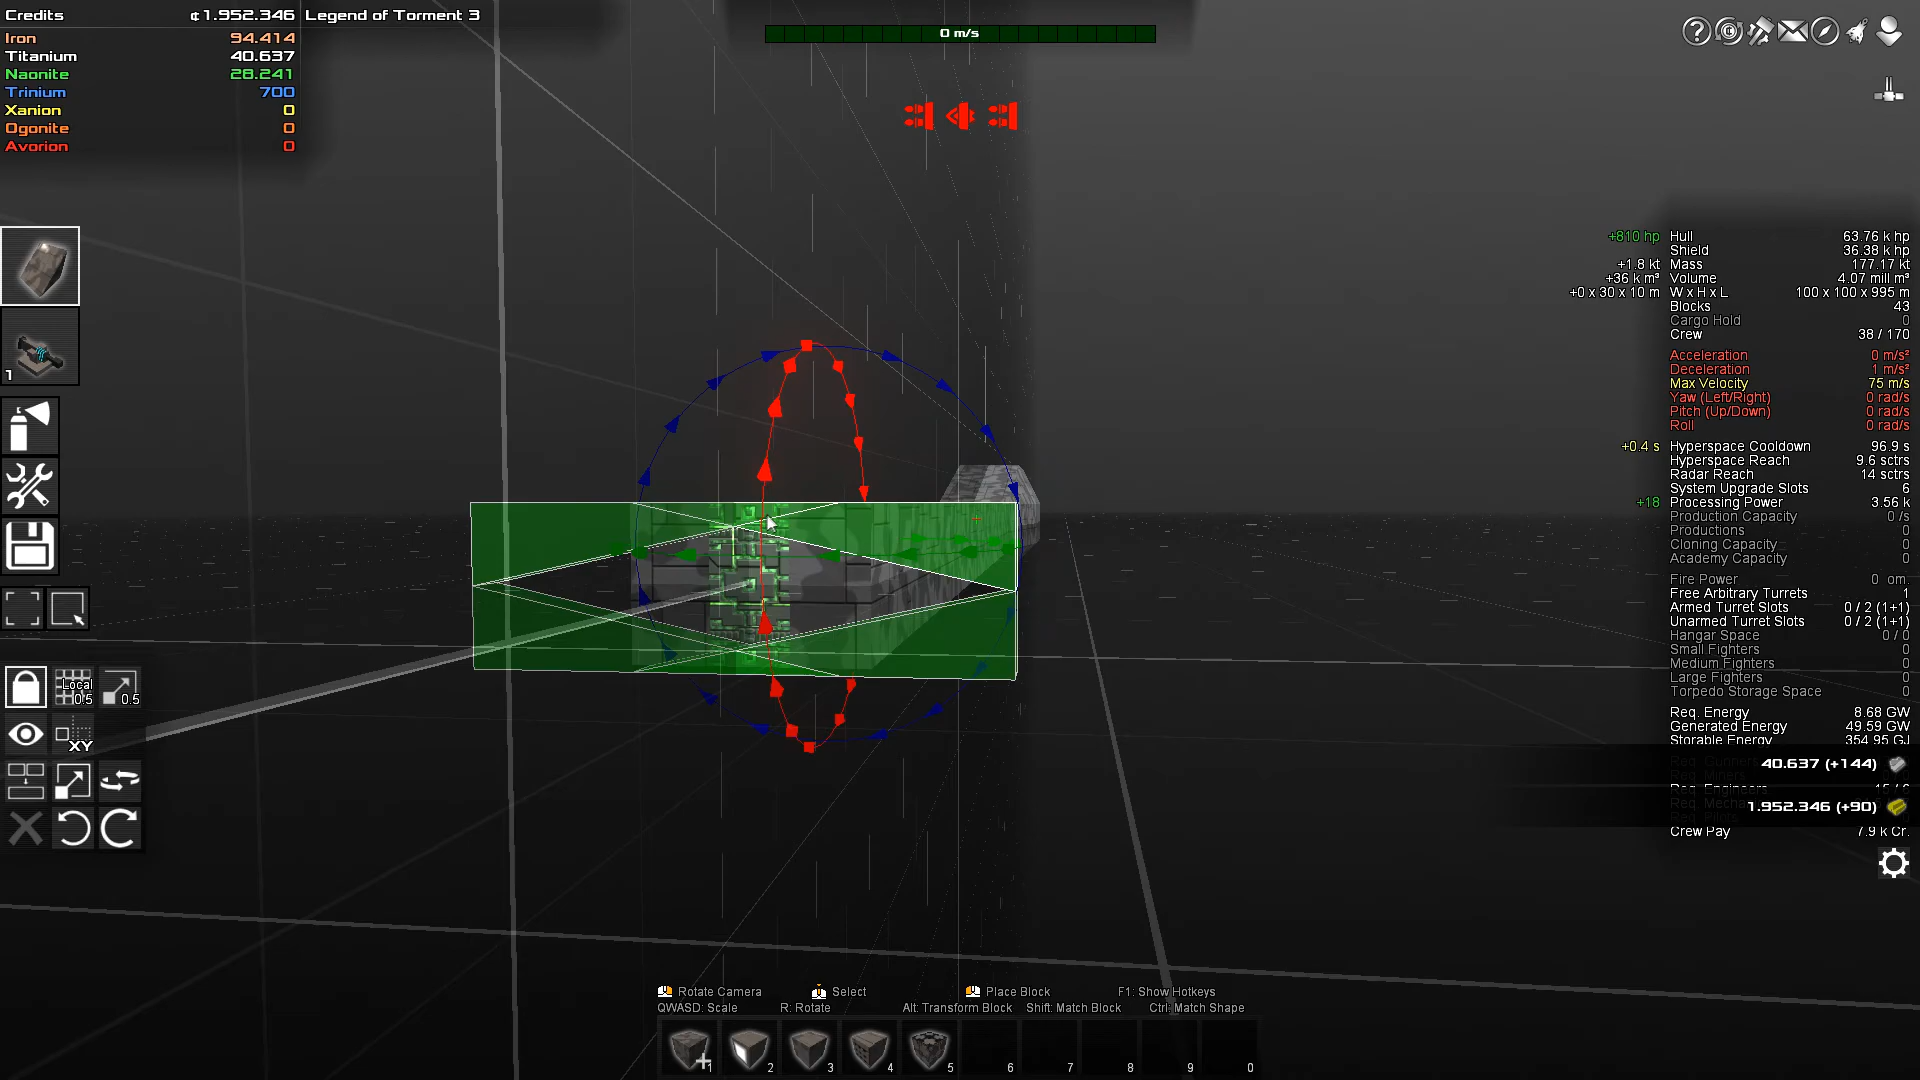 Credits ¢1.952.346 Legend of Torment 3
Iron 94.414
Titanium 40.637
Naonite 28.241
Trinium 700
Xanion 0
Ogonite 0
Avorion 0
0 m/s
1
Local
0.5
0.5
XY
+810 hp Hull 63.76 k hp
Shield 36.38 k hp
+1.8 kt Mass 177.17 kt
+36 k m³ Volume 4.07 mill m³
+0 x 30 x 10 m W x H x L 100 x 100 x 995 m
Blocks 43
Cargo Hold 0
Crew 38 / 170
Acceleration 0 m/s²
Deceleration 1 m/s²
Max Velocity 75 m/s
Yaw (Left/Right) 0 rad/s
Pitch (Up/Down) 0 rad/s
Roll 0 rad/s
+0.4 s Hyperspace Cooldown 96.9 s
Hyperspace Reach 9.6 sctrs
Radar Reach 14 sctrs
System Upgrade Slots 6
+18 Processing Power 3.56 k
Production Capacity 0 /s
Productions 0
Cloning Capacity 0
Academy Capacity 0
Fire Power 0 om.
Free Arbitrary Turrets 1
Armed Turret Slots 0 / 2 (1+1)
Unarmed Turret Slots 0 / 2 (1+1)
Hangar Space 0 / 0
Small Fighters 0
Medium Fighters 0
Large Fighters 0
Torpedo Storage Space 0
Req. Energy 8.68 GW
Generated Energy 49.59 GW
Storable Energy 354.95 GJ
40.637 (+144)
1.952.346 (+90)
Crew Pay 7.9 k Cr.
Rotate Camera Select Place Block F1: Show Hotkeys
QWASD: Scale R: Rotate Alt: Transform Block Shift: Match Block Ctrl: Match Shape
1 2 3 4 5 6 7 8 9 0